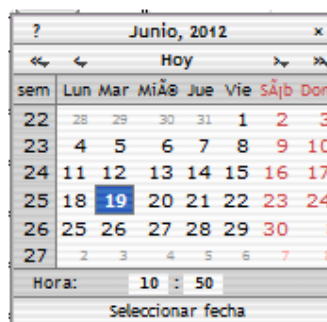 ? Junio, 2012 ×
«, ‹, Hoy ›, »,
sem Lun Mar MiÃ® Jue Vie SÃ¡b Dom
22 28 29 30 31 1 2 3
23 4 5 6 7 8 9 10
24 11 12 13 14 15 16 17
25 18 19 20 21 22 23 24
26 25 26 27 28 29 30
27 2 3 4 5 6 7
Hora: 10 : 50
Seleccionar fecha